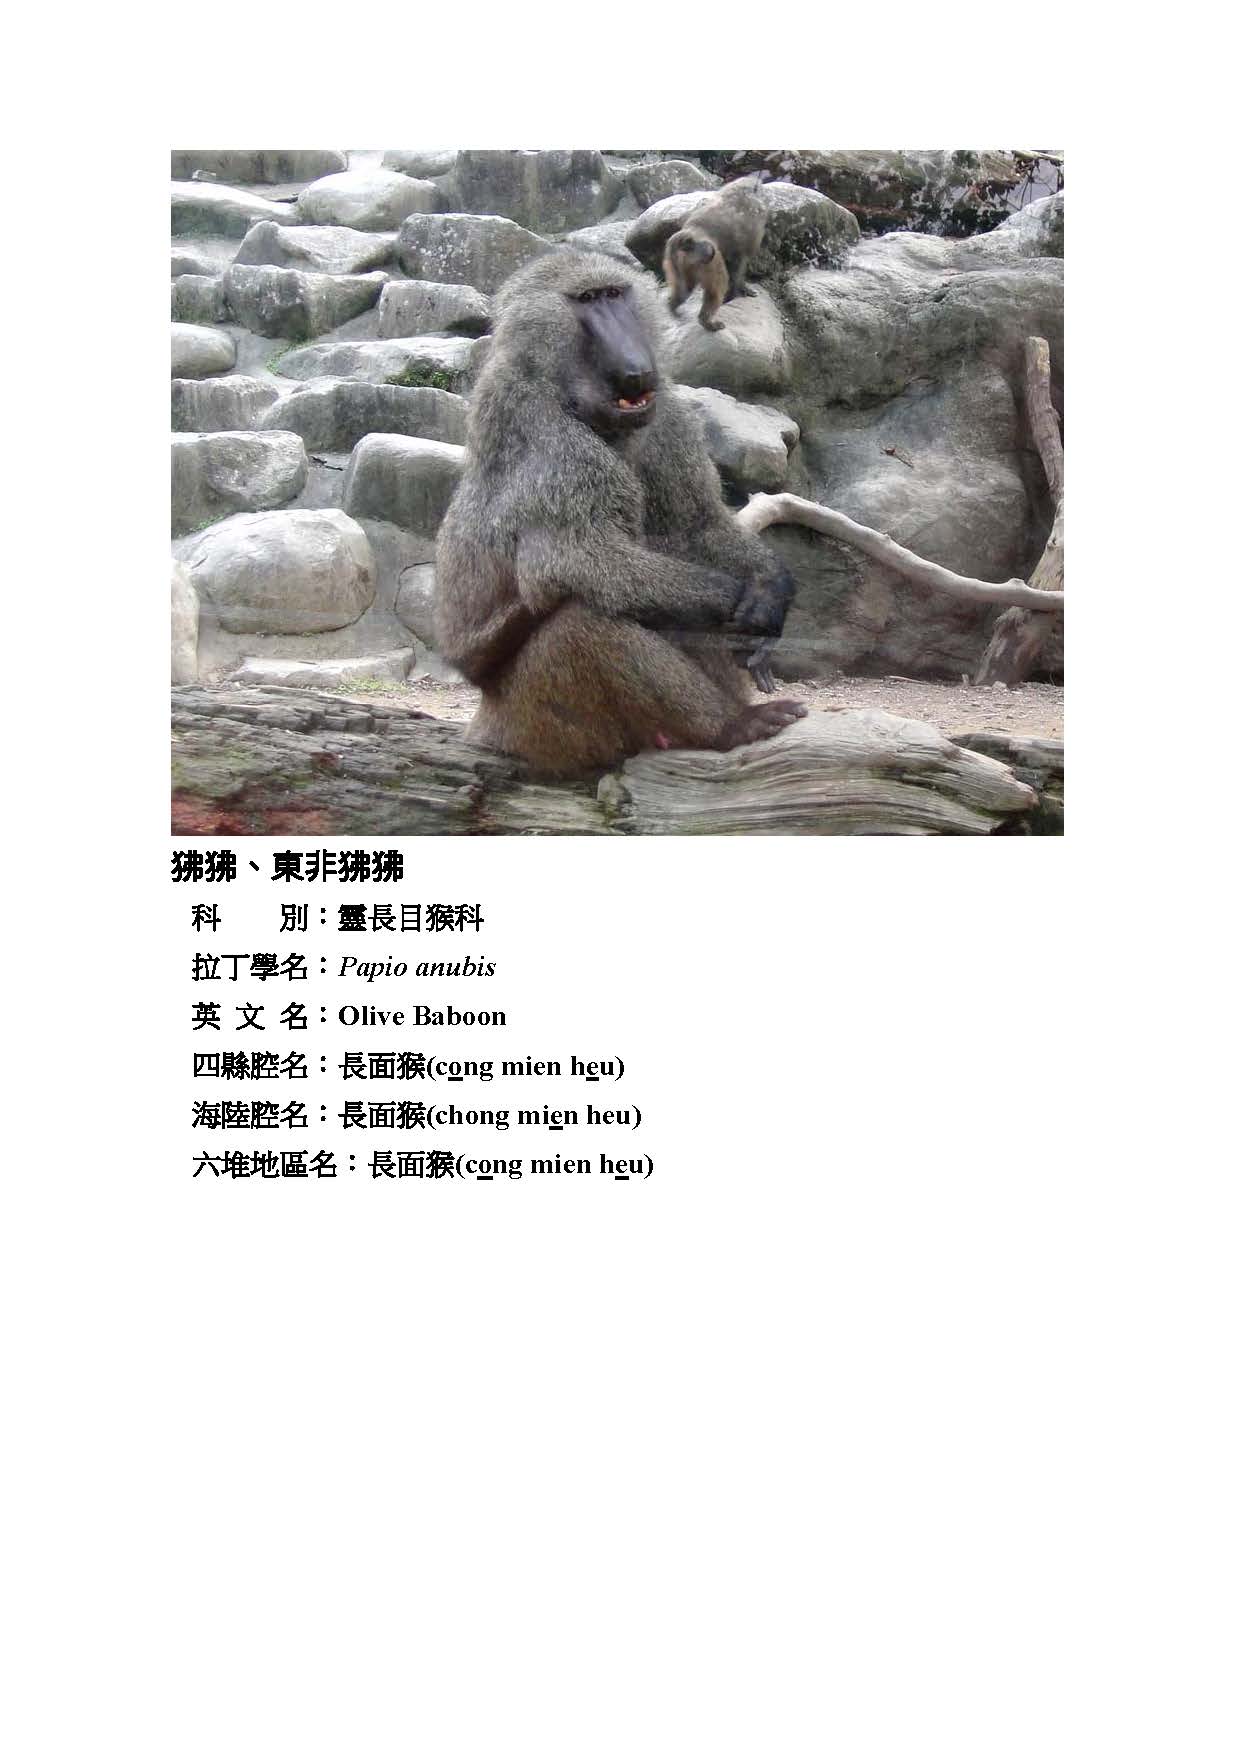 狒狒、東非狒狒
科　　別：靈長目猴科
拉丁學名：Papio anubis
英 文 名：Olive Baboon
四縣腔名：長面猴(cong mien heu)
海陸腔名：長面猴(chong mien heu)
六堆地區名：長面猴(cong mien heu)